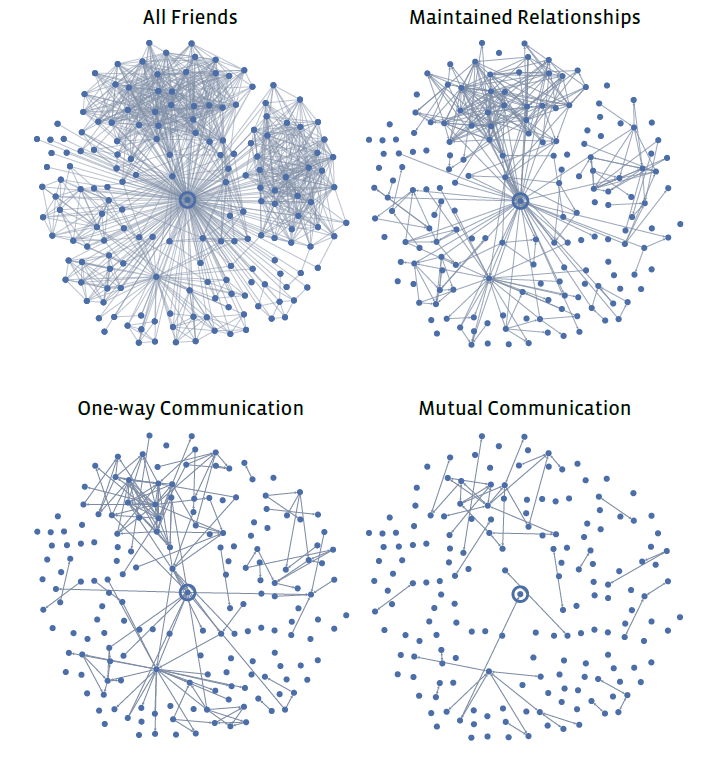 All Friends
Maintained Relationships
One-way Communication
Mutual Communication